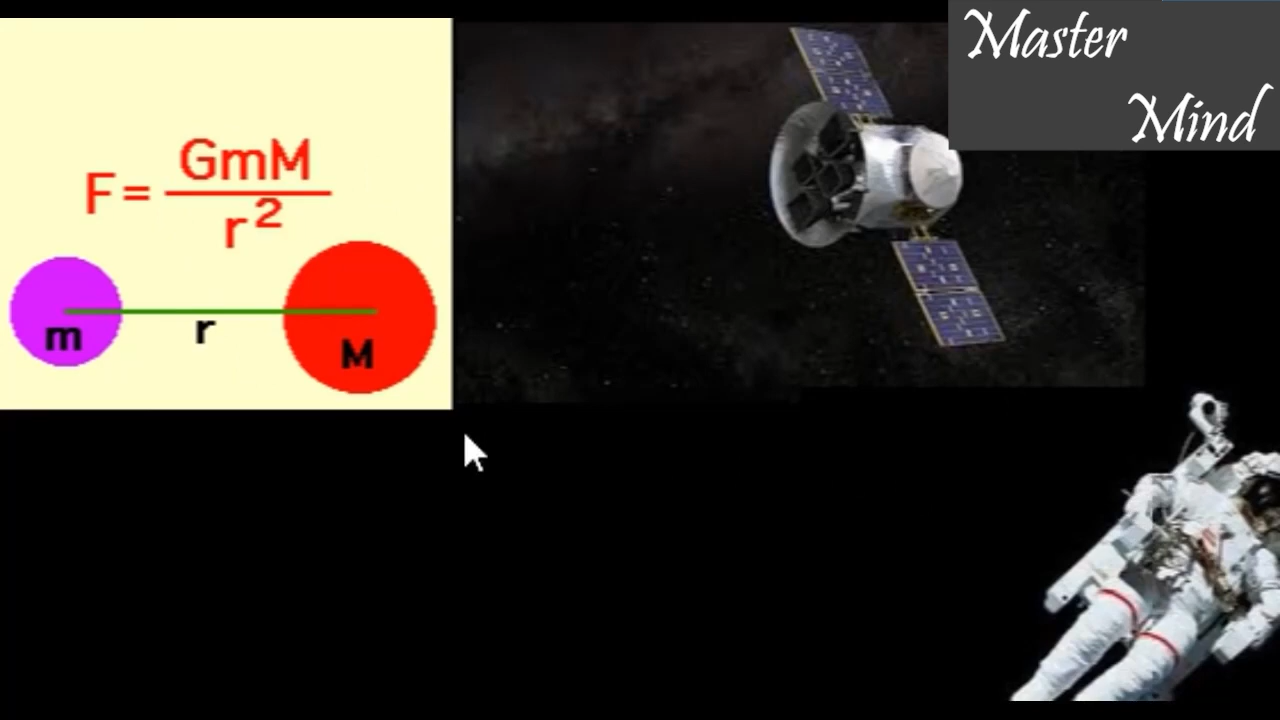 Master
Mind
F = GmM
r²
m
r
M